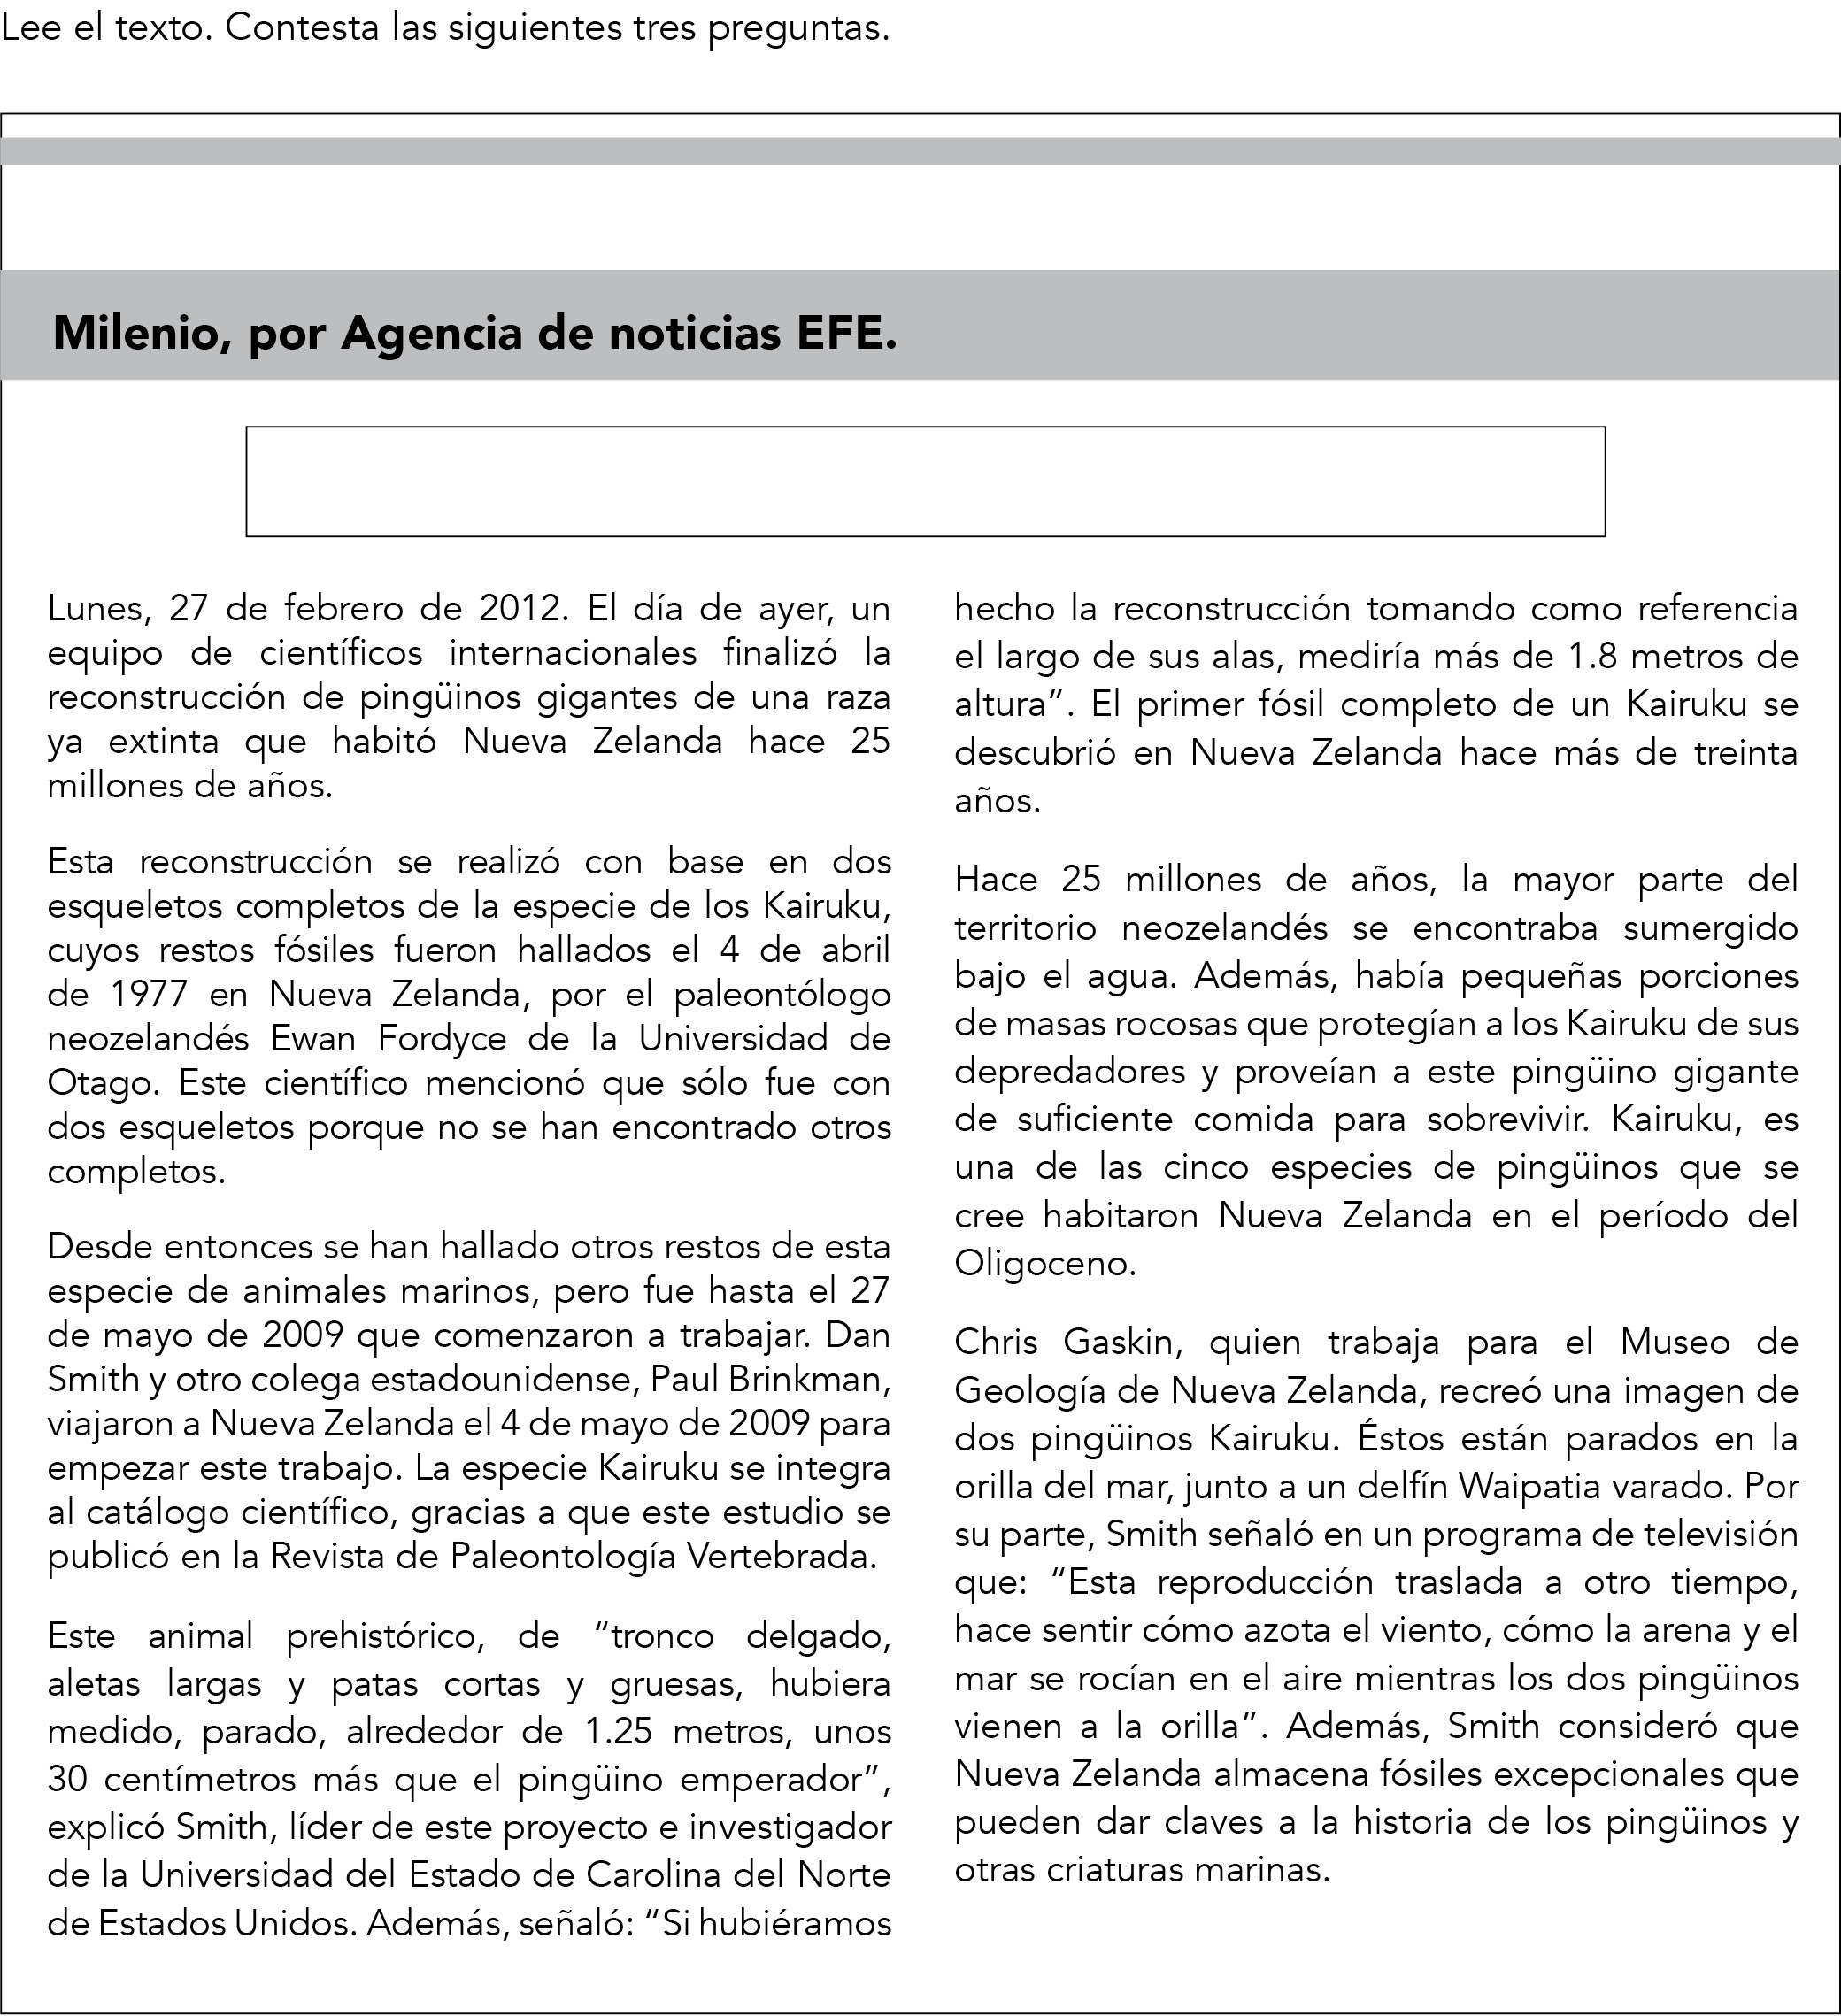 Lee el texto. Contesta las siguientes tres preguntas.
Milenio, por Agencia de noticias EFE.
Lunes, 27 de febrero de 2012. El día de ayer, un
equipo de científicos internacionales finalizó la
reconstrucción de pingüinos gigantes de una raza
ya extinta que habitó Nueva Zelanda hace 25
millones de años.
Esta reconstrucción se realizó con base en dos
esqueletos completos de la especie de los Kairuku,
cuyos restos fósiles fueron hallados el 4 de abril
de 1977 en Nueva Zelanda, por el paleontólogo
neozelandés Ewan Fordyce de la Universidad de
Otago. Este científico mencionó que sólo fue con
dos esqueletos porque no se han encontrado otros
completos.
Desde entonces se han hallado otros restos de esta
especie de animales marinos, pero fue hasta el 27
de mayo de 2009 que comenzaron a trabajar. Dan
Smith y otro colega estadounidense, Paul Brinkman,
viajaron a Nueva Zelanda el 4 de mayo de 2009 para
empezar este trabajo. La especie Kairuku se integra
al catálogo científico, gracias a que este estudio se
publicó en la Revista de Paleontología Vertebrada.
Este animal prehistórico, de “tronco delgado,
aletas largas y patas cortas y gruesas, hubiera
medido, parado, alrededor de 1.25 metros, unos
30 centímetros más que el pingüino emperador”,
explicó Smith, líder de este proyecto e investigador
de la Universidad del Estado de Carolina del Norte
de Estados Unidos. Además, señaló: “Si hubiéramos
hecho la reconstrucción tomando como referencia
el largo de sus alas, mediría más de 1.8 metros de
altura”. El primer fósil completo de un Kairuku se
descubrió en Nueva Zelanda hace más de treinta
años.
Hace 25 millones de años, la mayor parte del
territorio neozelandés se encontraba sumergido
bajo el agua. Además, había pequeñas porciones
de masas rocosas que protegían a los Kairuku de sus
depredadores y proveían a este pingüino gigante
de suficiente comida para sobrevivir. Kairuku, es
una de las cinco especies de pingüinos que se
cree habitaron Nueva Zelanda en el período del
Oligoceno.
Chris Gaskin, quien trabaja para el Museo de
Geología de Nueva Zelanda, recreó una imagen de
dos pingüinos Kairuku. Éstos están parados en la
orilla del mar, junto a un delfín Waipatia varado. Por
su parte, Smith señaló en un programa de televisión
que: “Esta reproducción traslada a otro tiempo,
hace sentir cómo azota el viento, cómo la arena y el
mar se rocían en el aire mientras los dos pingüinos
vienen a la orilla”. Además, Smith consideró que
Nueva Zelanda almacena fósiles excepcionales que
pueden dar claves a la historia de los pingüinos y
otras criaturas marinas.